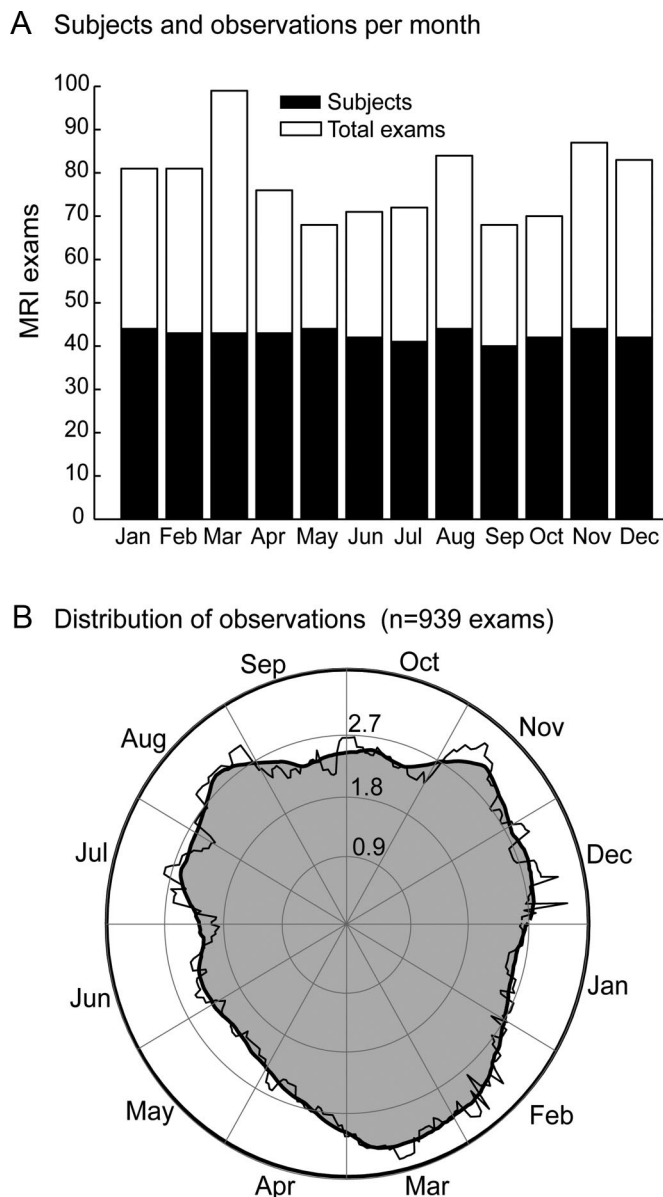 A Subjects and observations per month
100
90
80
70
60
50
40
30
20
10
0
MRI exams
Subjects
Total exams
Jan Feb Mar Apr May Jun Jul Aug Sep Oct Nov Dec
B Distribution of observations (n=939 exams)
Sep Oct
Aug Nov
2.7
1.8
Jul 0.9 Dec
Jun Jan
May Feb
Apr Mar